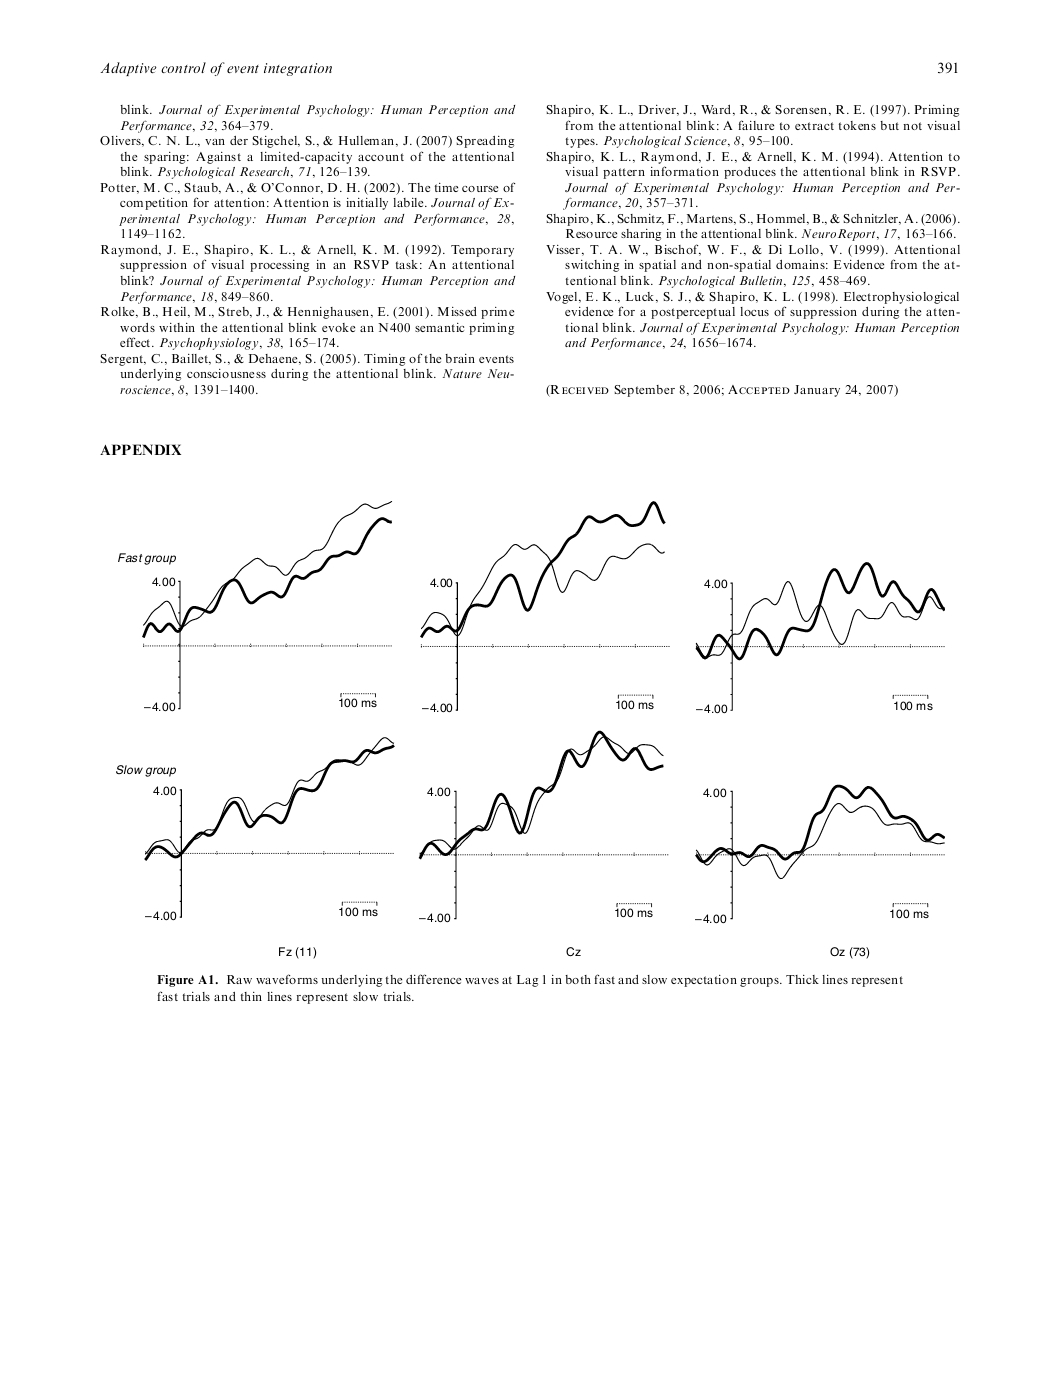 Adaptive control of event integration
391
blink. Journal of Experimental Psychology: Human Perception and
Performance, 32, 364–379.
Olivers, C. N. L., van der Stigchel, S., & Hulleman, J. (2007) Spreading
the sparing: Against a limited-capacity account of the attentional
blink. Psychological Research, 71, 126–139.
Potter, M. C., Staub, A., & O'Connor, D. H. (2002). The time course of
competition for attention: Attention is initially labile. Journal of Ex-
perimental Psychology: Human Perception and Performance, 28,
1149–1162.
Raymond, J. E., Shapiro, K. L., & Arnell, K. M. (1992). Temporary
suppression of visual processing in an RSVP task: An attentional
blink? Journal of Experimental Psychology: Human Perception and
Performance, 18, 849–860.
Rolke, B., Heil, M., Streb, J., & Hennighausen, E. (2001). Missed prime
words within the attentional blink evoke an N400 semantic priming
effect. Psychophysiology, 38, 165–174.
Sergent, C., Baillet, S., & Dehaene, S. (2005). Timing of the brain events
underlying consciousness during the attentional blink. Nature Neu-
roscience, 8, 1391–1400.
Shapiro, K. L., Driver, J., Ward, R., & Sorensen, R. E. (1997). Priming
from the attentional blink: A failure to extract tokens but not visual
types. Psychological Science, 8, 95–100.
Shapiro, K. L., Raymond, J. E., & Arnell, K. M. (1994). Attention to
visual pattern information produces the attentional blink in RSVP.
Journal of Experimental Psychology: Human Perception and Per-
formance, 20, 357–371.
Shapiro, K., Schmitz, F., Martens, S., Hommel, B., & Schnitzler, A. (2006).
Resource sharing in the attentional blink. NeuroReport, 17, 163–166.
Visser, T. A. W., Bischof, W. F., & Di Lollo, V. (1999). Attentional
switching in spatial and non-spatial domains: Evidence from the at-
tentional blink. Psychological Bulletin, 125, 458–469.
Vogel, E. K., Luck, S. J., & Shapiro, K. L. (1998). Electrophysiological
evidence for a postperceptual locus of suppression during the atten-
tional blink. Journal of Experimental Psychology: Human Perception
and Performance, 24, 1656–1674.
(RECEIVED September 8, 2006; ACCEPTED January 24, 2007)
APPENDIX
Fast group
4.00
−4.00
100 ms
4.00
−4.00
100 ms
4.00
−4.00
100 ms
Slow group
4.00
−4.00
100 ms
4.00
−4.00
100 ms
4.00
−4.00
100 ms
Fz (11)
Cz
Oz (73)
Figure A1. Raw waveforms underlying the difference waves at Lag 1 in both fast and slow expectation groups. Thick lines represent
fast trials and thin lines represent slow trials.